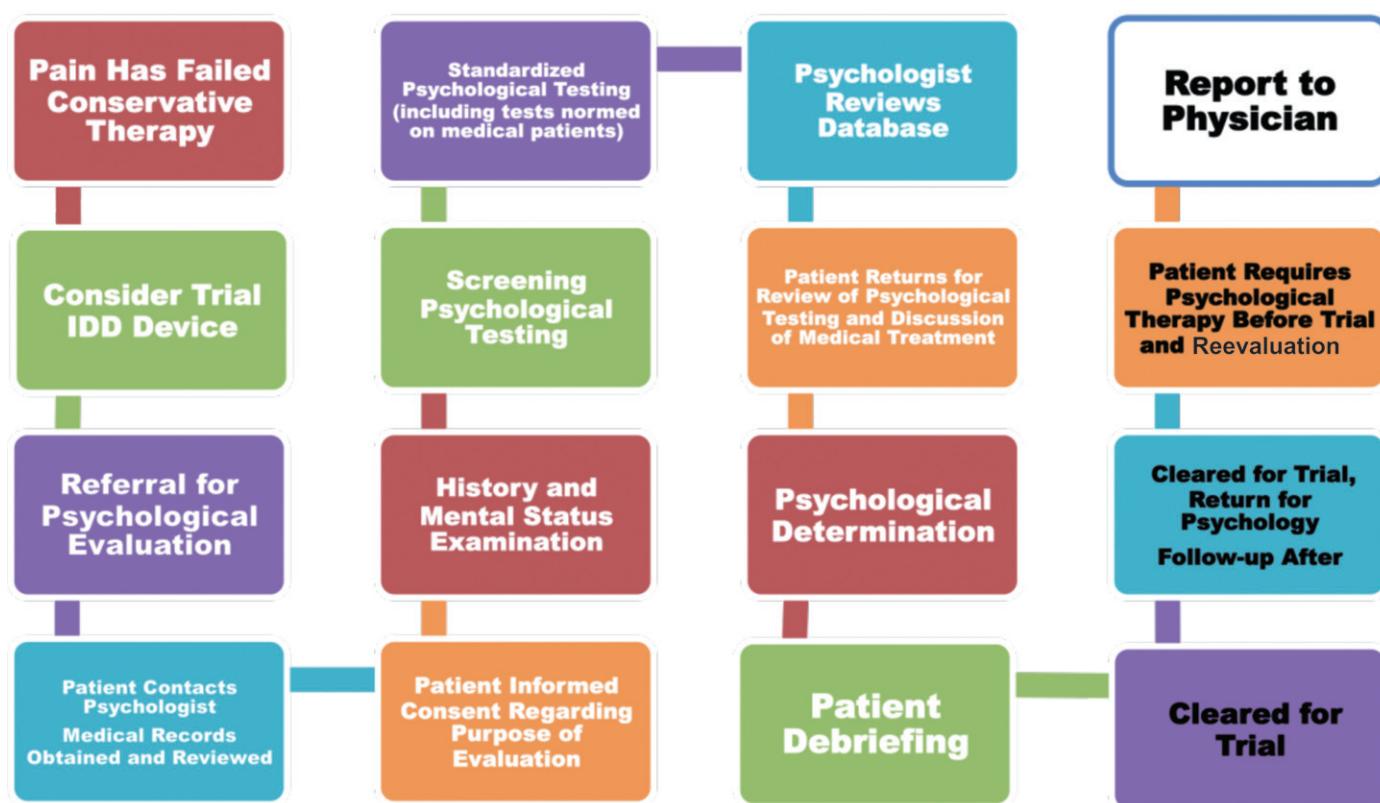 Pain Has Failed
Conservative
Therapy
Consider Trial
IDD Device
Referral for
Psychological
Evaluation
Patient Contacts
Psychologist
Medical Records
Obtained and Reviewed
Patient Informed
Consent Regarding
Purpose of
Evaluation
History and
Mental Status
Examination
Screening
Psychological
Testing
Standardized
Psychological Testing
(including tests normed
on medical patients)
Psychologist
Reviews
Database
Patient Returns for
Review of Psychological
Testing and Discussion
of Medical Treatment
Psychological
Determination
Patient
Debriefing
Cleared for
Trial
Cleared for Trial,
Return for
Psychology
Follow-up After
Patient Requires
Psychological
Therapy Before Trial
and Reevaluation
Report to
Physician